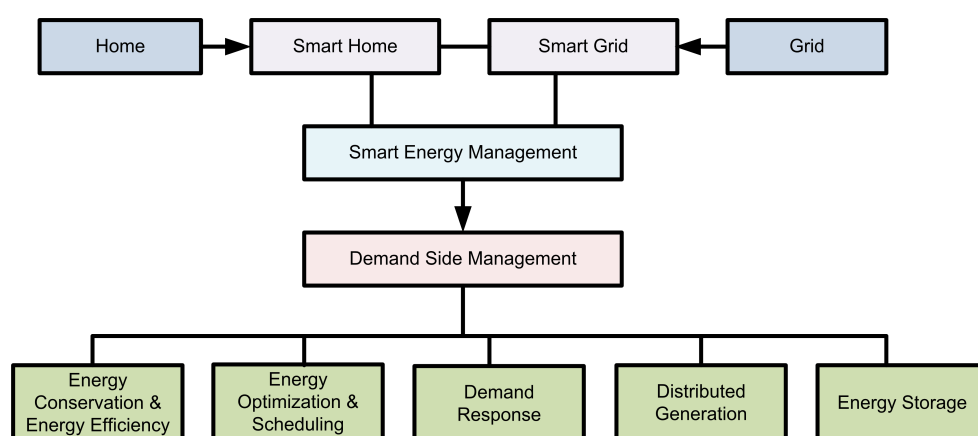 Home
Smart Home
Smart Grid
Grid
Smart Energy Management
Demand Side Management
Energy
Conservation &
Energy Efficiency
Energy
Optimization &
Scheduling
Demand
Response
Distributed
Generation
Energy Storage